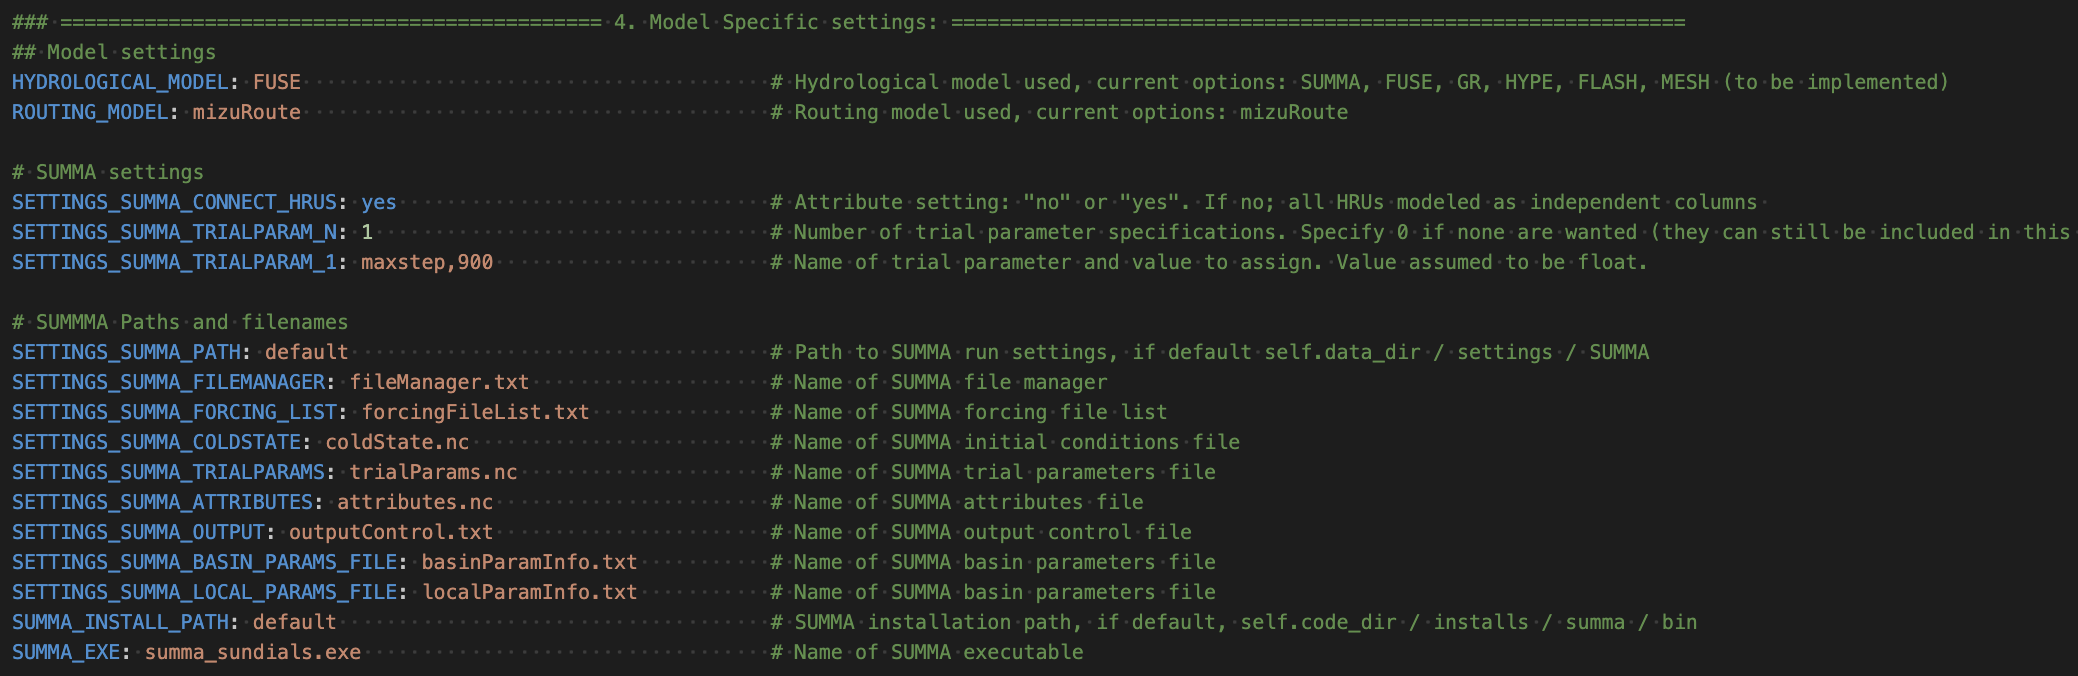 ### ============================================= 4. Model Specific settings: =============================================================
## Model settings
HYDROLOGICAL_MODEL: FUSE # Hydrological model used, current options: SUMMA, FUSE, GR, HYPE, FLASH, MESH (to be implemented)
ROUTING_MODEL: mizuRoute # Routing model used, current options: mizuRoute
# SUMMA settings
SETTINGS_SUMMA_CONNECT_HRUS: yes # Attribute setting: "no" or "yes". If no; all HRUs modeled as independent columns
SETTINGS_SUMMA_TRIALPARAM_N: 1 # Number of trial parameter specifications. Specify 0 if none are wanted (they can still be included in this
SETTINGS_SUMMA_TRIALPARAM_1: maxstep,900 # Name of trial parameter and value to assign. Value assumed to be float.
# SUMMMA Paths and filenames
SETTINGS_SUMMA_PATH: default # Path to SUMMA run settings, if default self.data_dir / settings / SUMMA
SETTINGS_SUMMA_FILEMANAGER: fileManager.txt # Name of SUMMA file manager
SETTINGS_SUMMA_FORCING_LIST: forcingFileList.txt # Name of SUMMA forcing file list
SETTINGS_SUMMA_COLDSTATE: coldState.nc # Name of SUMMA initial conditions file
SETTINGS_SUMMA_TRIALPARAMS: trialParams.nc # Name of SUMMA trial parameters file
SETTINGS_SUMMA_ATTRIBUTES: attributes.nc # Name of SUMMA attributes file
SETTINGS_SUMMA_OUTPUT: outputControl.txt # Name of SUMMA output control file
SETTINGS_SUMMA_BASIN_PARAMS_FILE: basinParamInfo.txt # Name of SUMMA basin parameters file
SETTINGS_SUMMA_LOCAL_PARAMS_FILE: localParamInfo.txt # Name of SUMMA basin parameters file
SUMMA_INSTALL_PATH: default # SUMMA installation path, if default, self.code_dir / installs / summa / bin
SUMMA_EXE: summa_sundials.exe # Name of SUMMA executable